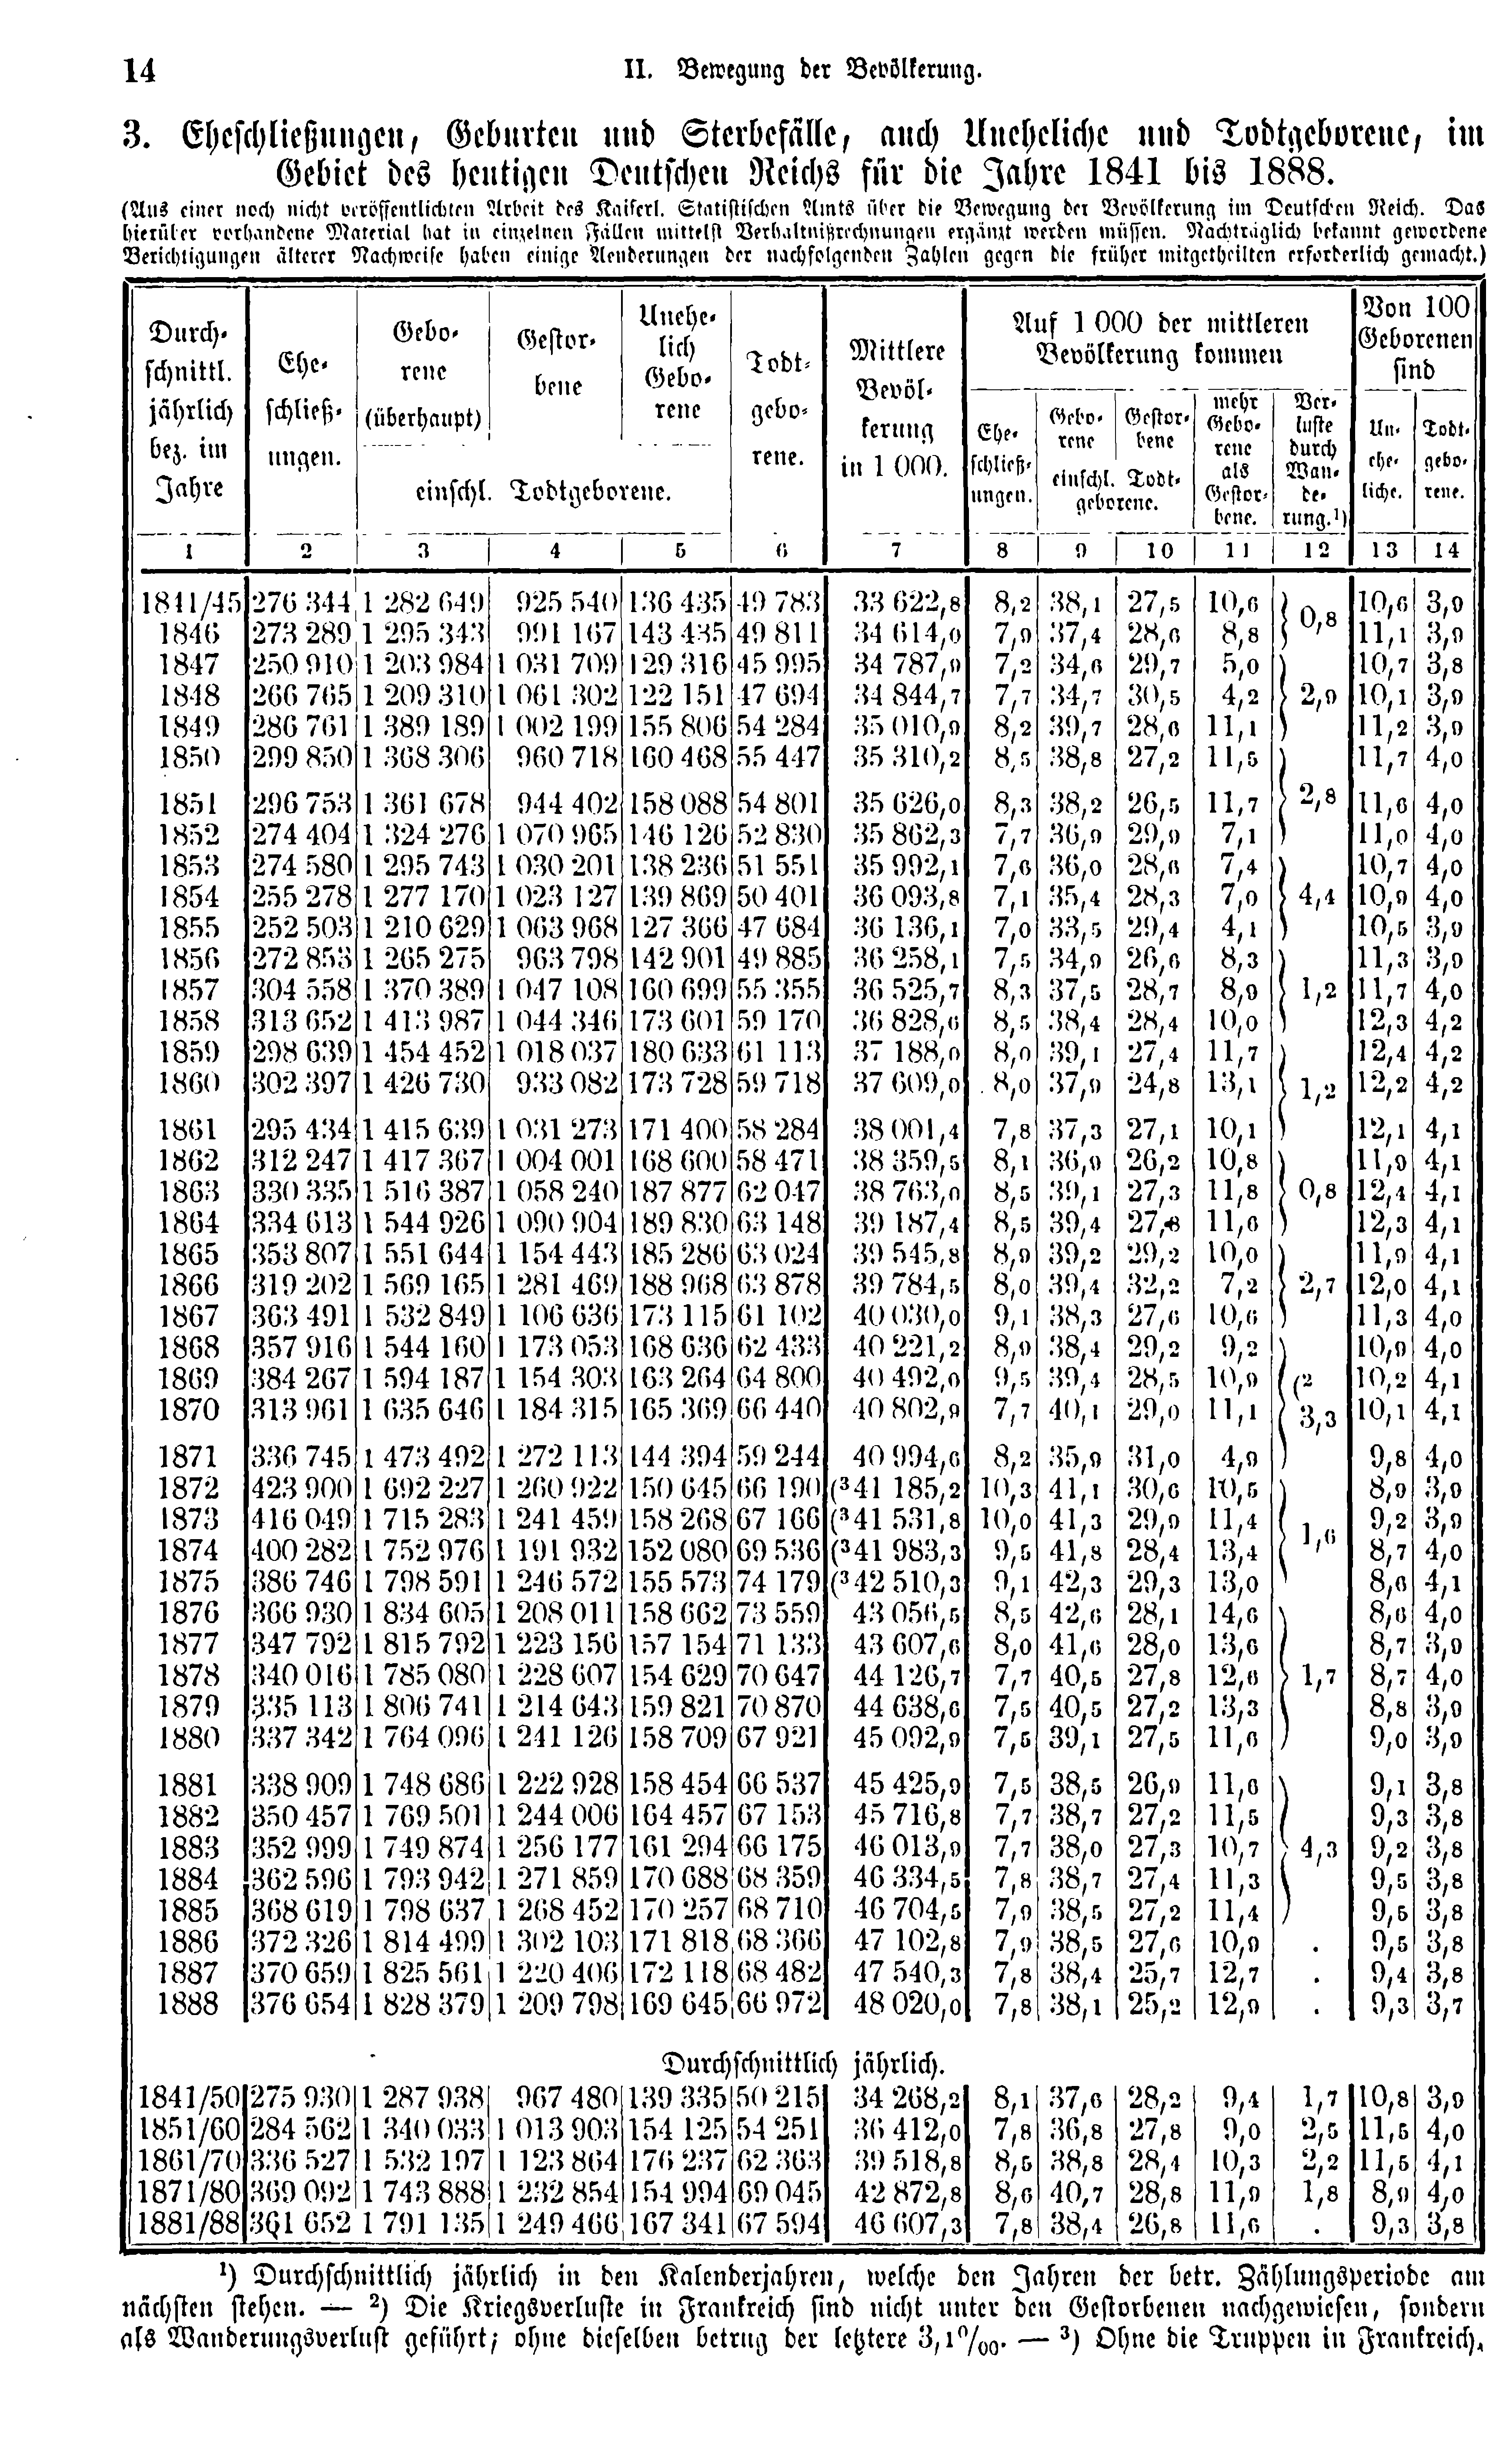 14
II. Bewegung der Bevölkerung.
3. Eheschließungen, Geburten und Sterbefälle, auch Uneheliche und Todtgeborene, im
Gebiet des heutigen Deutschen Reichs für die Jahre 1841 bis 1888.
(Aus einer noch nicht veröffentlichten Arbeit des Kaiserl. Statistischen Amts über die Bewegung der Bevölkerung im Deutschen Reich. Das
hierüber vorhandene Material hat in einzelnen Fällen mittelst Verhältnißrechnungen ergänzt werden müssen. Nachträglich bekannt gewordene
Berichtigungen älterer Nachweise haben einige Aenderungen der nachfolgenden Zahlen gegen die früher mitgetheilten erforderlich gemacht.)
Durch-
schnittl.
jährlich
bez. im
Jahre
Ehe-
schließ-
ungen.
Gebo-
rene
(überhaupt)
Gestor-
bene
Unehe-
lich
Gebo-
rene
einschl. Todtgeborene.
Todt-
gebo-
rene.
Mittlere
Bevöl-
kerung
in 1 000.
Auf 1 000 der mittleren
Bevölkerung kommen
Ehe-
schließ-
ungen.
Gebo-
rene
Gestor-
bene
einschl. Todt-
geborene.
mehr
Gebo-
rene
als
Gestor-
bene.
Ver-
luste
durch
Wan-
de-
rung.¹)
Von 100
Geborenen
sind
Un-
ehe-
liche.
Todt-
gebo-
rene.
1 2 3 4 5 6 7 8 9 10 11 12 13 14
1841/45 276 344 1 282 649 925 540 136 435 49 783 33 622,8 8,2 38,1 27,5 10,6 0,8 10,6 3,9
1846 273 289 1 295 343 991 167 143 435 49 811 34 614,0 7,9 37,4 28,6 8,8 11,1 3,9
1847 250 910 1 203 984 1 031 709 129 316 45 995 34 787,9 7,2 34,6 29,7 5,0 10,7 3,8
1848 266 765 1 209 310 1 061 302 122 151 47 694 34 844,7 7,7 34,7 30,5 4,2 2,9 10,1 3,9
1849 286 761 1 389 189 1 002 199 155 806 54 284 35 010,9 8,2 39,7 28,6 11,1 11,2 3,9
1850 299 850 1 368 306 960 718 160 468 55 447 35 310,2 8,5 38,8 27,2 11,5 11,7 4,0
1851 296 753 1 361 678 944 402 158 088 54 801 35 626,0 8,3 38,2 26,5 11,7 2,8 11,6 4,0
1852 274 404 1 324 276 1 070 965 146 126 52 830 35 862,3 7,7 36,9 29,9 7,1 11,0 4,0
1853 274 580 1 295 743 1 030 201 138 236 51 551 35 992,1 7,6 36,0 28,6 7,4 10,7 4,0
1854 255 278 1 277 170 1 023 127 139 869 50 401 36 093,8 7,1 35,4 28,3 7,0 4,4 10,9 4,0
1855 252 503 1 210 629 1 063 968 127 366 47 684 36 136,1 7,0 33,5 29,4 4,1 10,5 3,9
1856 272 853 1 265 275 963 798 142 901 49 885 36 258,1 7,5 34,9 26,6 8,3 11,3 3,9
1857 304 558 1 370 389 1 047 108 160 699 55 355 36 525,7 8,3 37,5 28,7 8,9 1,2 11,7 4,0
1858 313 652 1 413 987 1 044 346 173 601 59 170 36 828,6 8,5 38,4 28,4 10,0 12,3 4,2
1859 298 639 1 454 452 1 018 037 180 633 61 113 37 188,0 8,0 39,1 27,4 11,7 12,4 4,2
1860 302 397 1 426 730 933 082 173 728 59 718 37 609,0 8,0 37,9 24,8 13,1 1,2 12,2 4,2
1861 295 434 1 415 639 1 031 273 171 400 58 284 38 001,4 7,8 37,3 27,1 10,1 12,1 4,1
1862 312 247 1 417 367 1 004 001 168 600 58 471 38 359,5 8,1 36,9 26,2 10,8 11,9 4,1
1863 330 335 1 516 387 1 058 240 187 877 62 047 38 763,0 8,5 39,1 27,3 11,8 0,8 12,4 4,1
1864 334 613 1 544 926 1 090 904 189 830 63 148 39 187,4 8,5 39,4 27,8 11,6 12,3 4,1
1865 353 807 1 551 644 1 154 443 185 286 63 024 39 545,8 8,9 39,2 29,2 10,0 11,9 4,1
1866 319 202 1 569 165 1 281 469 188 968 63 878 39 784,5 8,0 39,4 32,2 7,2 2,7 12,0 4,1
1867 363 491 1 532 849 1 106 636 173 115 61 102 40 030,0 9,1 38,3 27,6 10,6 11,3 4,0
1868 357 916 1 544 160 1 173 053 168 636 62 433 40 221,2 8,9 38,4 29,2 9,2 10,9 4,0
1869 384 267 1 594 187 1 154 303 163 264 64 800 40 492,0 9,5 39,4 28,5 10,9 (² 10,2 4,1
1870 313 961 1 635 646 1 184 315 165 369 66 440 40 802,9 7,7 40,1 29,0 11,1 3,3 10,1 4,1
1871 336 745 1 473 492 1 272 113 144 394 59 244 40 994,6 8,2 35,9 31,0 4,9 9,8 4,0
1872 423 900 1 692 227 1 260 922 150 645 66 190 (³ 41 185,2 10,3 41,1 30,6 10,5 8,9 3,9
1873 416 049 1 715 283 1 241 459 158 268 67 166 (³ 41 531,8 10,0 41,3 29,9 11,4 1,6 9,2 3,9
1874 400 282 1 752 976 1 191 932 152 080 69 536 (³ 41 983,3 9,5 41,8 28,4 13,4 8,7 4,0
1875 386 746 1 798 591 1 246 572 155 573 74 179 (³ 42 510,3 9,1 42,3 29,3 13,0 8,6 4,1
1876 366 930 1 834 605 1 208 011 158 662 73 559 43 056,5 8,5 42,6 28,1 14,6 8,6 4,0
1877 347 792 1 815 792 1 223 156 157 154 71 133 43 607,6 8,0 41,6 28,0 13,6 8,7 3,9
1878 340 016 1 785 080 1 228 607 154 629 70 647 44 126,7 7,7 40,5 27,8 12,6 1,7 8,7 4,0
1879 335 113 1 806 741 1 214 643 159 821 70 870 44 638,6 7,5 40,5 27,2 13,3 8,8 3,9
1880 337 342 1 764 096 1 241 126 158 709 67 921 45 092,9 7,5 39,1 27,5 11,6 9,0 3,9
1881 338 909 1 748 686 1 222 928 158 454 66 537 45 425,9 7,5 38,5 26,9 11,6 9,1 3,8
1882 350 457 1 769 501 1 244 006 164 457 67 153 45 716,8 7,7 38,7 27,2 11,5 9,3 3,8
1883 352 999 1 749 874 1 256 177 161 294 66 175 46 013,9 7,7 38,0 27,3 10,7 4,3 9,2 3,8
1884 362 596 1 793 942 1 271 859 170 688 68 359 46 334,5 7,8 38,7 27,4 11,3 9,5 3,8
1885 368 619 1 798 637 1 268 452 170 257 68 710 46 704,5 7,9 38,5 27,2 11,4 9,5 3,8
1886 372 326 1 814 499 1 302 103 171 818 68 366 47 102,8 7,9 38,5 27,6 10,9 . 9,5 3,8
1887 370 659 1 825 561 1 220 406 172 118 68 482 47 540,3 7,8 38,4 25,7 12,7 . 9,4 3,8
1888 376 654 1 828 379 1 209 798 169 645 66 972 48 020,0 7,8 38,1 25,2 12,9 . 9,3 3,7
Durchschnittlich jährlich.
1841/50 275 930 1 287 938 967 480 139 335 50 215 34 268,2 8,1 37,6 28,2 9,4 1,7 10,8 3,9
1851/60 284 562 1 340 033 1 013 903 154 125 54 251 36 412,0 7,8 36,8 27,8 9,0 2,5 11,5 4,0
1861/70 336 527 1 532 197 1 123 864 176 237 62 363 39 518,8 8,5 38,8 28,4 10,3 2,2 11,5 4,1
1871/80 369 092 1 743 888 1 232 854 154 994 69 045 42 872,8 8,6 40,7 28,8 11,9 1,8 8,9 4,0
1881/88 361 652 1 791 135 1 249 466 167 341 67 594 46 607,3 7,8 38,4 26,8 11,6 . 9,3 3,8
¹) Durchschnittlich jährlich in den Kalenderjahren, welche den Jahren der betr. Zählungsperiode am
nächsten stehen. — ²) Die Kriegsverluste in Frankreich sind nicht unter den Gestorbenen nachgewiesen, sondern
als Wanderungsverlust geführt; ohne dieselben betrug der letztere 3,1⁰/₀₀. — ³) Ohne die Truppen in Frankreich.